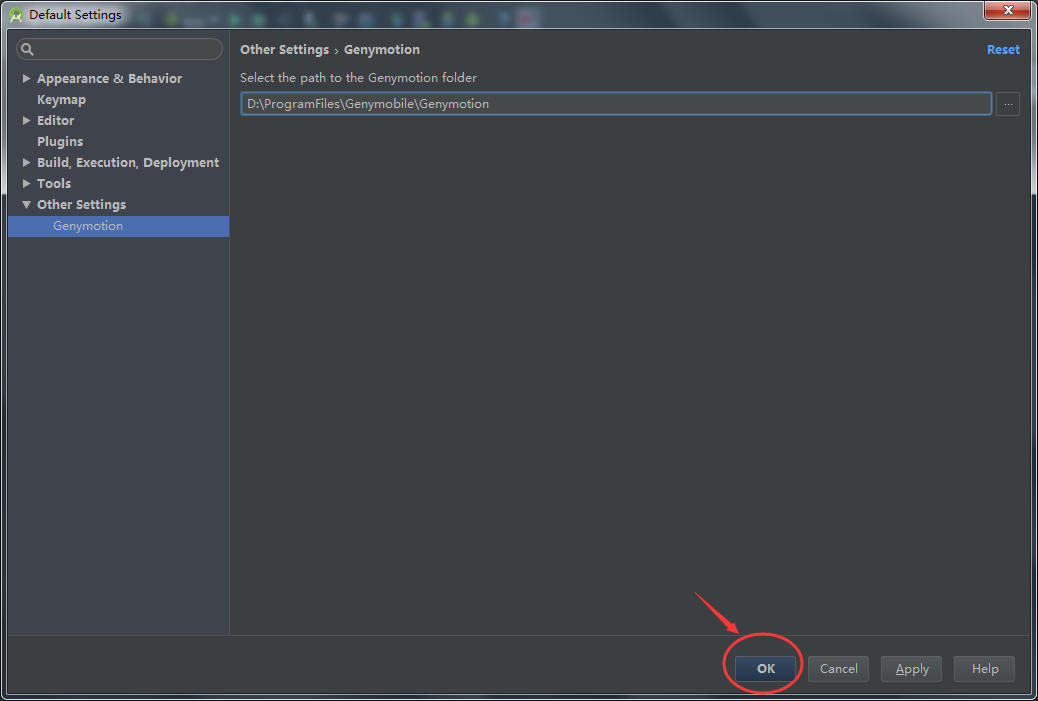 Default Settings
Appearance & Behavior
Keymap
Editor
Plugins
Build, Execution, Deployment
Tools
Other Settings
Genymotion
Other Settings › Genymotion
Reset
Select the path to the Genymotion folder
D:\ProgramFiles\Genymobile\Genymotion
...
OK
Cancel
Apply
Help